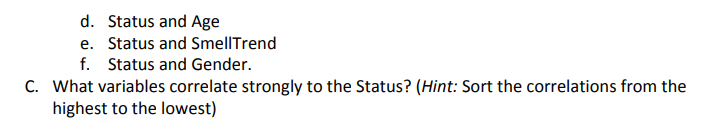 d. Status and Age
e. Status and SmellTrend
f. Status and Gender.
C. What variables correlate strongly to the Status? (Hint: Sort the correlations from the
highest to the lowest)